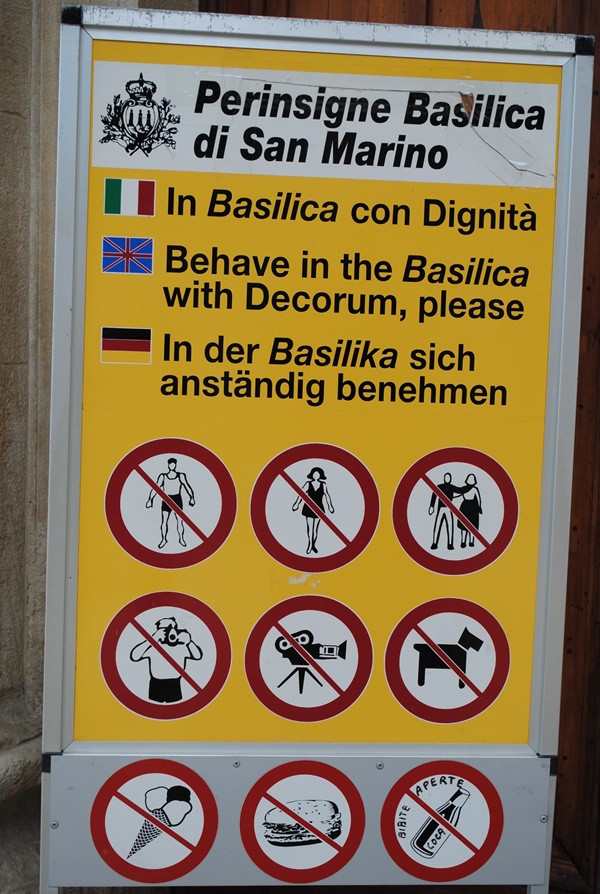 Perinsigne Basilica
di San Marino
In Basilica con Dignità
Behave in the Basilica
with Decorum, please
In der Basilika sich
anständig benehmen
BIBITE APERTE
COCA